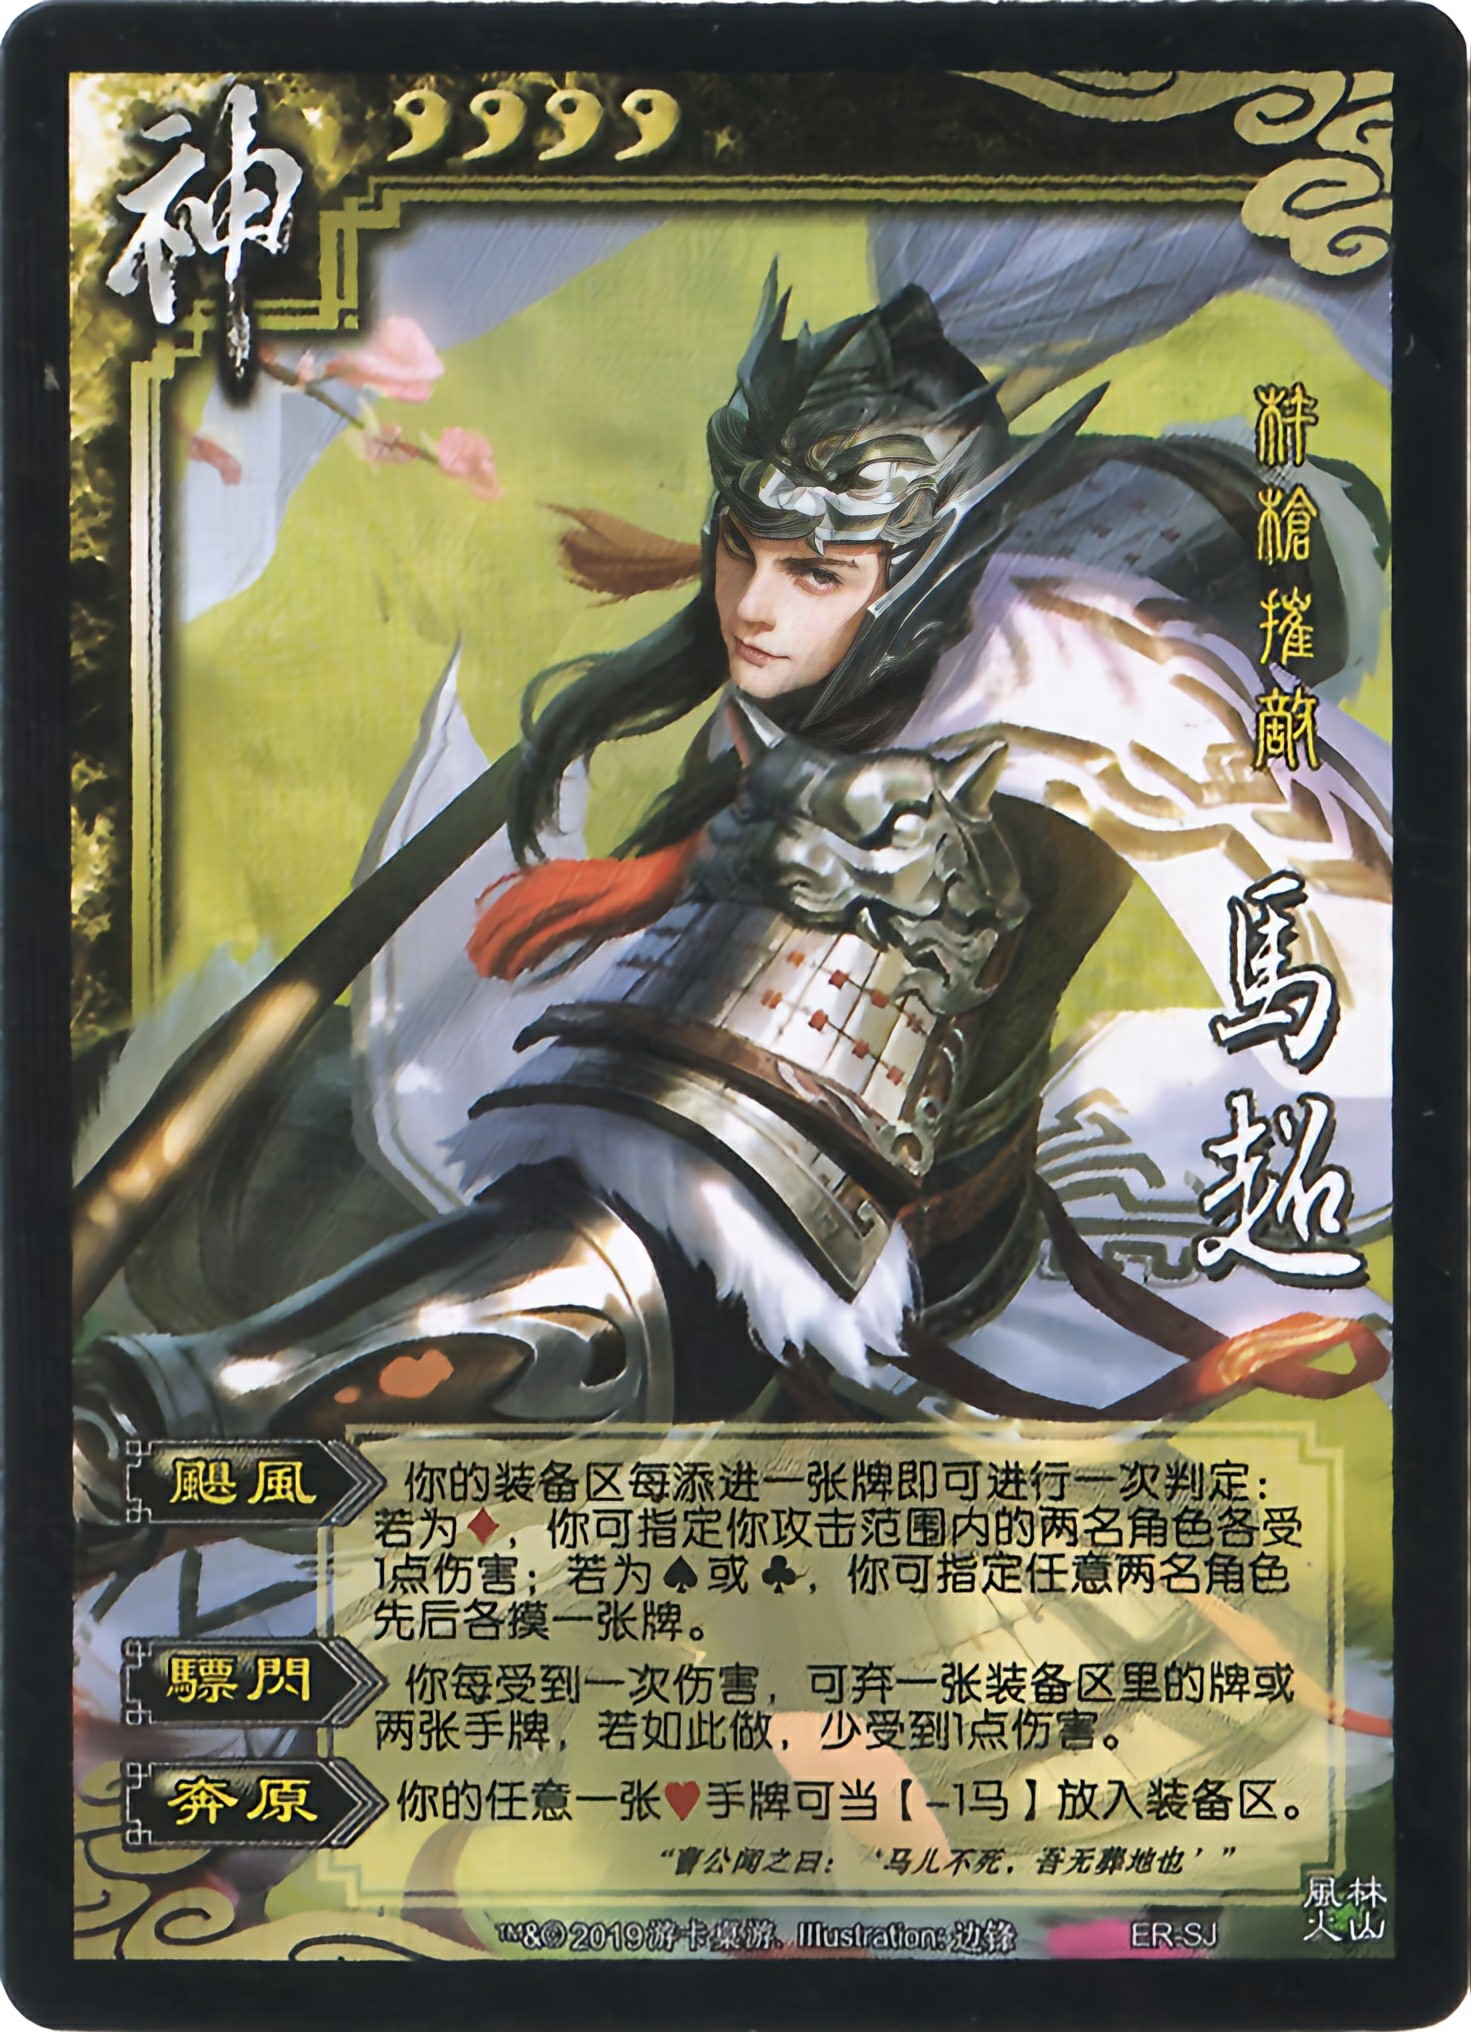 神
槍摧敵
馬超
颶風
你的装备区每添进一张牌即可进行一次判定：
若为♦，你可指定你攻击范围内的两名角色各受
1点伤害；若为♠或♣，你可指定任意两名角色
先后各摸一张牌。
驃閃
你每受到一次伤害，可弃一张装备区里的牌或
两张手牌，若如此做，少受到1点伤害。
奔原
你的任意一张♥手牌可当【-1马】放入装备区。
“曹公闻之曰：‘马儿不死，吾无葬地也’”
™&© 2019游卡桌游. Illustration: 边锋
ER-SJ
風林
火山